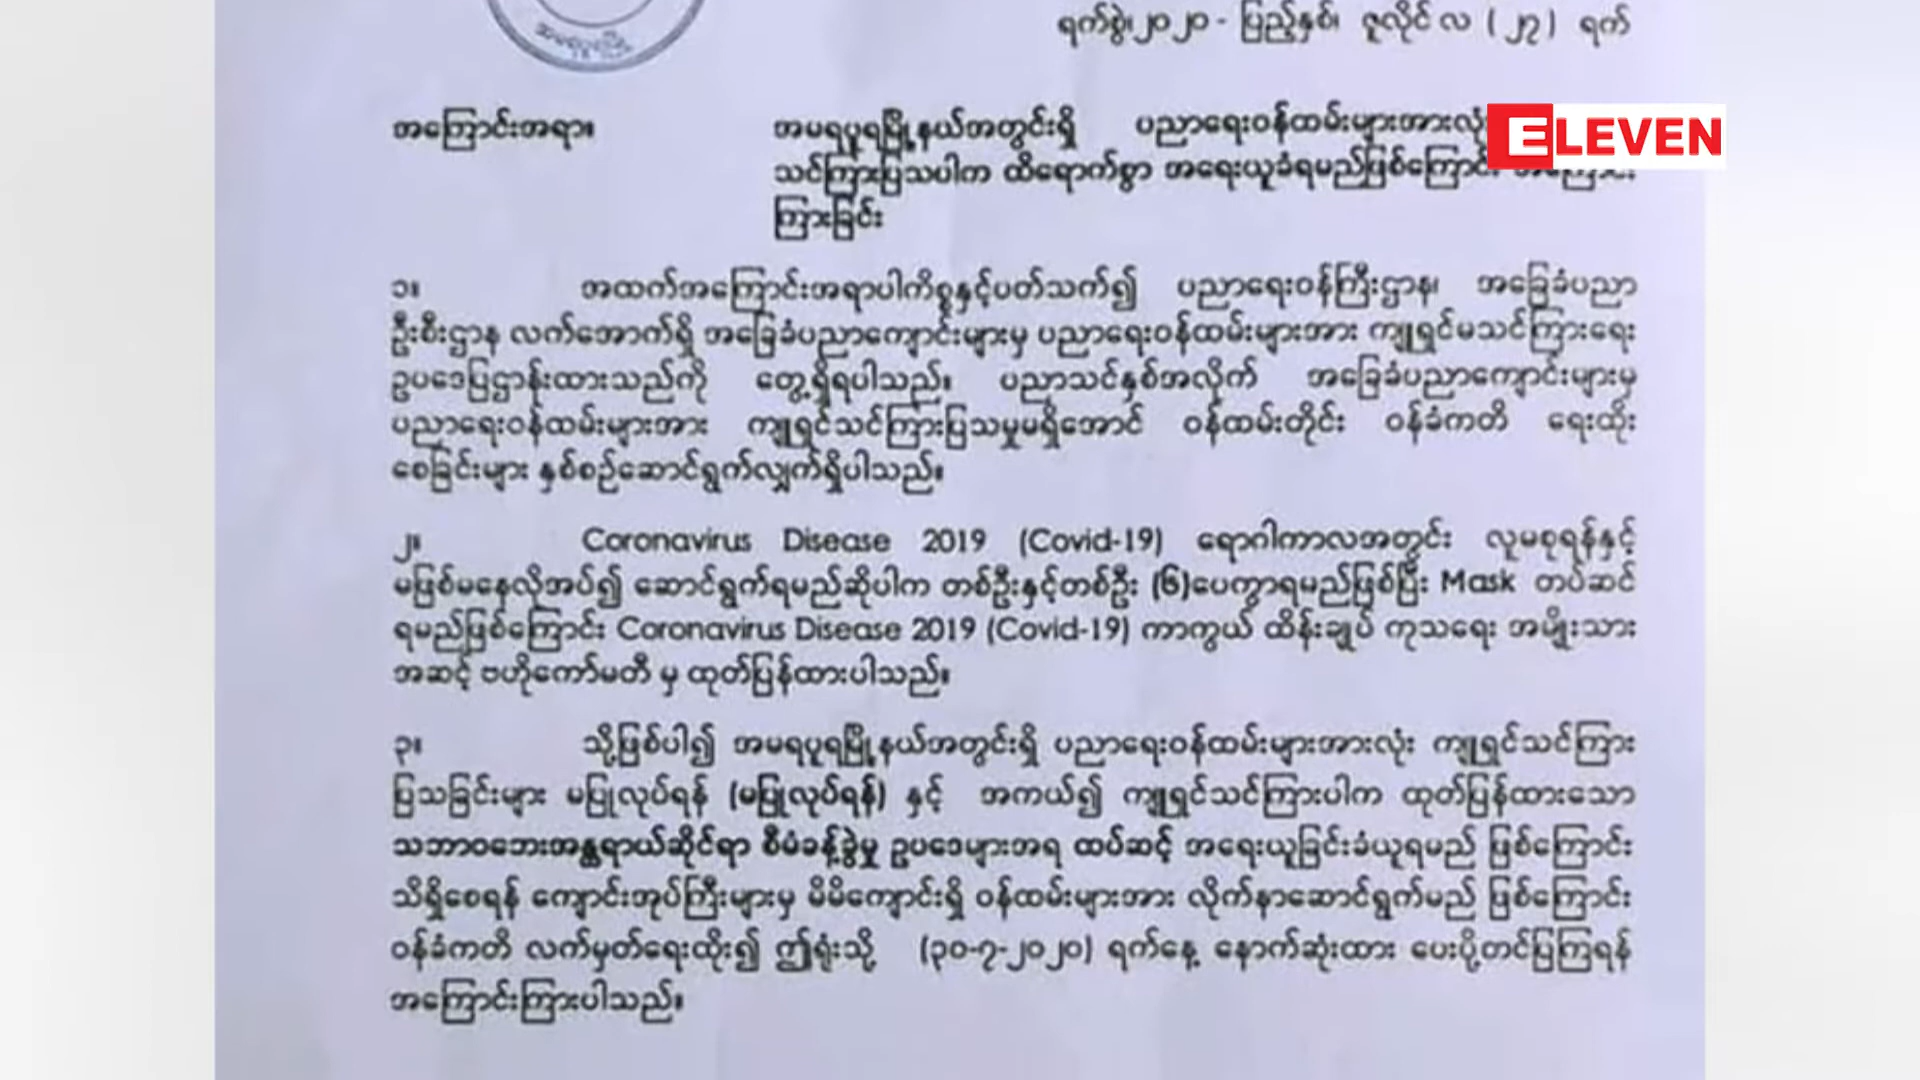 အမရပူရမြို့
ရက်စွဲ၊၂၀၂၀ - ပြည့်နှစ်၊ ဇူလိုင် လ ( ၂၇ ) ရက်
ELEVEN
အကြောင်းအရာ။ အမရပူရမြို့နယ်အတွင်းရှိ ပညာရေးဝန်ထမ်းများအားလုံး
သင်ကြားပြသပါက ထိရောက်စွာ အရေးယူခံရမည်ဖြစ်ကြောင်း အကြောင်း
ကြားခြင်း
၁။ အထက်အကြောင်းအရာပါကိစ္စနှင့်ပတ်သက်၍ ပညာရေးဝန်ကြီးဌာန၊ အခြေခံပညာ
ဦးစီးဌာန လက်အောက်ရှိ အခြေခံပညာကျောင်းများမှ ပညာရေးဝန်ထမ်းများအား ကျူရှင်မသင်ကြားရေး
ဥပဒေပြဌာန်းထားသည်ကို တွေ့ရှိရပါသည်။ ပညာသင်နှစ်အလိုက် အခြေခံပညာကျောင်းများမှ
ပညာရေးဝန်ထမ်းများအား ကျူရှင်သင်ကြားပြသမှုမရှိအောင် ဝန်ထမ်းတိုင်း ဝန်ခံကတိ ရေးထိုး
စေခြင်းများ နှစ်စဉ်ဆောင်ရွက်လျှက်ရှိပါသည်။
၂။ Coronavirus Disease 2019 (Covid-19) ရောဂါကာလအတွင်း လူမစုရန်နှင့်
မဖြစ်မနေလိုအပ်၍ ဆောင်ရွက်ရမည်ဆိုပါက တစ်ဦးနှင့်တစ်ဦး (၆)ပေကွာရမည်ဖြစ်ပြီး Mask တပ်ဆင်
ရမည်ဖြစ်ကြောင်း Coronavirus Disease 2019 (Covid-19) ကာကွယ် ထိန်းချုပ် ကုသရေး အမျိုးသား
အဆင့် ဗဟိုကော်မတီ မှ ထုတ်ပြန်ထားပါသည်။
၃။ သို့ဖြစ်ပါ၍ အမရပူရမြို့နယ်အတွင်းရှိ ပညာရေးဝန်ထမ်းများအားလုံး ကျူရှင်သင်ကြား
ပြသခြင်းများ မပြုလုပ်ရန် (မပြုလုပ်ရန်) နှင့် အကယ်၍ ကျူရှင်သင်ကြားပါက ထုတ်ပြန်ထားသော
သဘာဝဘေးအန္တရာယ်ဆိုင်ရာ စီမံခန့်ခွဲမှု ဥပဒေများအရ ထပ်ဆင့် အရေးယူခြင်းခံယူရမည် ဖြစ်ကြောင်း
သိရှိစေရန် ကျောင်းအုပ်ကြီးများမှ မိမိကျောင်းရှိ ဝန်ထမ်းများအား လိုက်နာဆောင်ရွက်မည် ဖြစ်ကြောင်း
ဝန်ခံကတိ လက်မှတ်ရေးထိုး၍ ဤရုံးသို့ (၃၀-၇-၂၀၂၀) ရက်နေ့ နောက်ဆုံးထား ပေးပို့တင်ပြကြရန်
အကြောင်းကြားပါသည်။